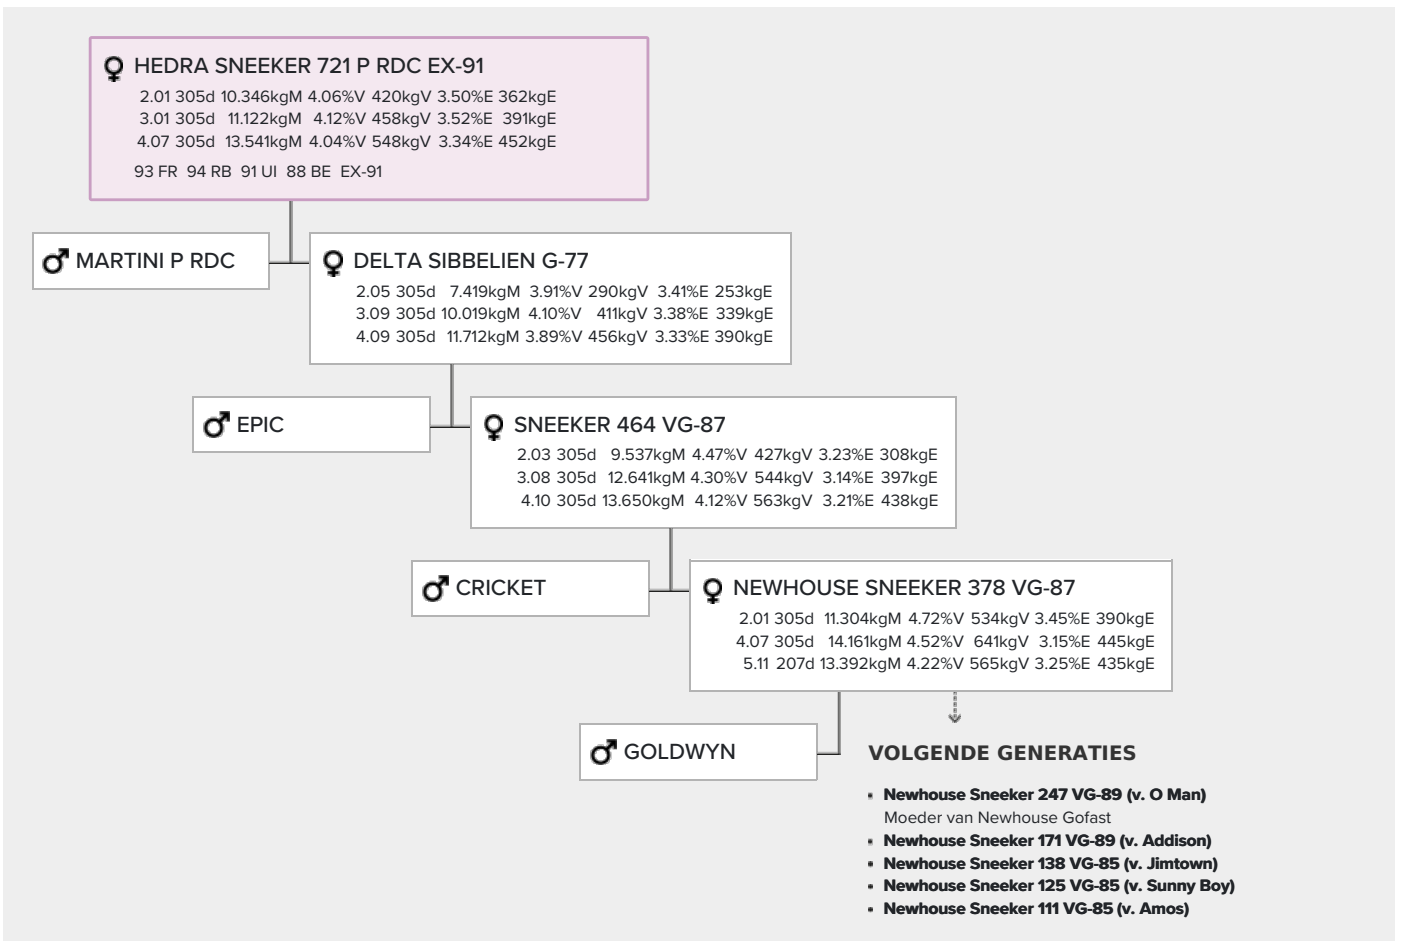 HEDRA SNEEKER 721 P RDC EX-91
2.01 305d 10.346kgM 4.06%V 420kgV 3.50%E 362kgE
3.01 305d 11.122kgM 4.12%V 458kgV 3.52%E 391kgE
4.07 305d 13.541kgM 4.04%V 548kgV 3.34%E 452kgE
93 FR 94 RB 91 UI 88 BE EX-91
MARTINI P RDC
DELTA SIBBELIEN G-77
2.05 305d 7.419kgM 3.91%V 290kgV 3.41%E 253kgE
3.09 305d 10.019kgM 4.10%V 411kgV 3.38%E 339kgE
4.09 305d 11.712kgM 3.89%V 456kgV 3.33%E 390kgE
EPIC
SNEEKER 464 VG-87
2.03 305d 9.537kgM 4.47%V 427kgV 3.23%E 308kgE
3.08 305d 12.641kgM 4.30%V 544kgV 3.14%E 397kgE
4.10 305d 13.650kgM 4.12%V 563kgV 3.21%E 438kgE
CRICKET
NEWHOUSE SNEEKER 378 VG-87
2.01 305d 11.304kgM 4.72%V 534kgV 3.45%E 390kgE
4.07 305d 14.161kgM 4.52%V 641kgV 3.15%E 445kgE
5.11 207d 13.392kgM 4.22%V 565kgV 3.25%E 435kgE
GOLDWYN
VOLGENDE GENERATIES
▪ Newhouse Sneeker 247 VG-89 (v. O Man)
Moeder van Newhouse Gofast
▪ Newhouse Sneeker 171 VG-89 (v. Addison)
▪ Newhouse Sneeker 138 VG-85 (v. Jimtown)
▪ Newhouse Sneeker 125 VG-85 (v. Sunny Boy)
▪ Newhouse Sneeker 111 VG-85 (v. Amos)